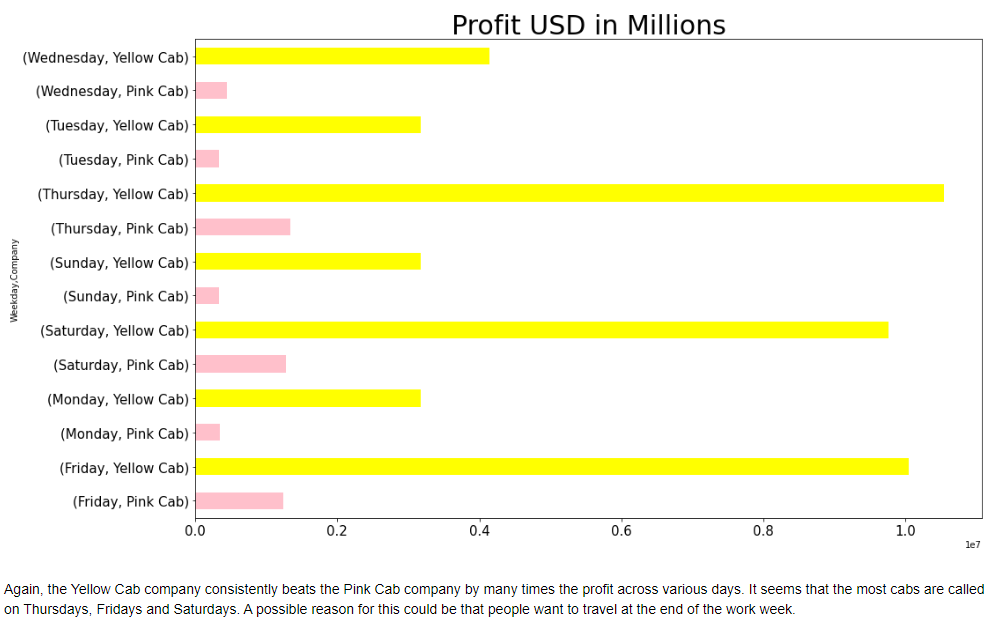 Profit USD in Millions
(Wednesday, Yellow Cab)
(Wednesday, Pink Cab)
(Tuesday, Yellow Cab)
(Tuesday, Pink Cab)
(Thursday, Yellow Cab)
(Thursday, Pink Cab)
(Sunday, Yellow Cab)
(Sunday, Pink Cab)
(Saturday, Yellow Cab)
(Saturday, Pink Cab)
(Monday, Yellow Cab)
(Monday, Pink Cab)
(Friday, Yellow Cab)
(Friday, Pink Cab)
Weekday,Company
0.0 0.2 0.4 0.6 0.8 1.0
1e7
Again, the Yellow Cab company consistently beats the Pink Cab company by many times the profit across various days. It seems that the most cabs are called
on Thursdays, Fridays and Saturdays. A possible reason for this could be that people want to travel at the end of the work week.